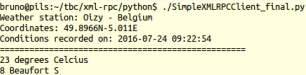 bruno@pils:~/tbc/xml-rpc/python$ ./SimpleXMLRPCClient_final.py
Weather station: Oizy - Belgium
Coordinates: 49.8966N-5.011E
Conditions recorded on: 2016-07-24 09:22:54
==================================================
23 degrees Celcius
8 Beaufort S